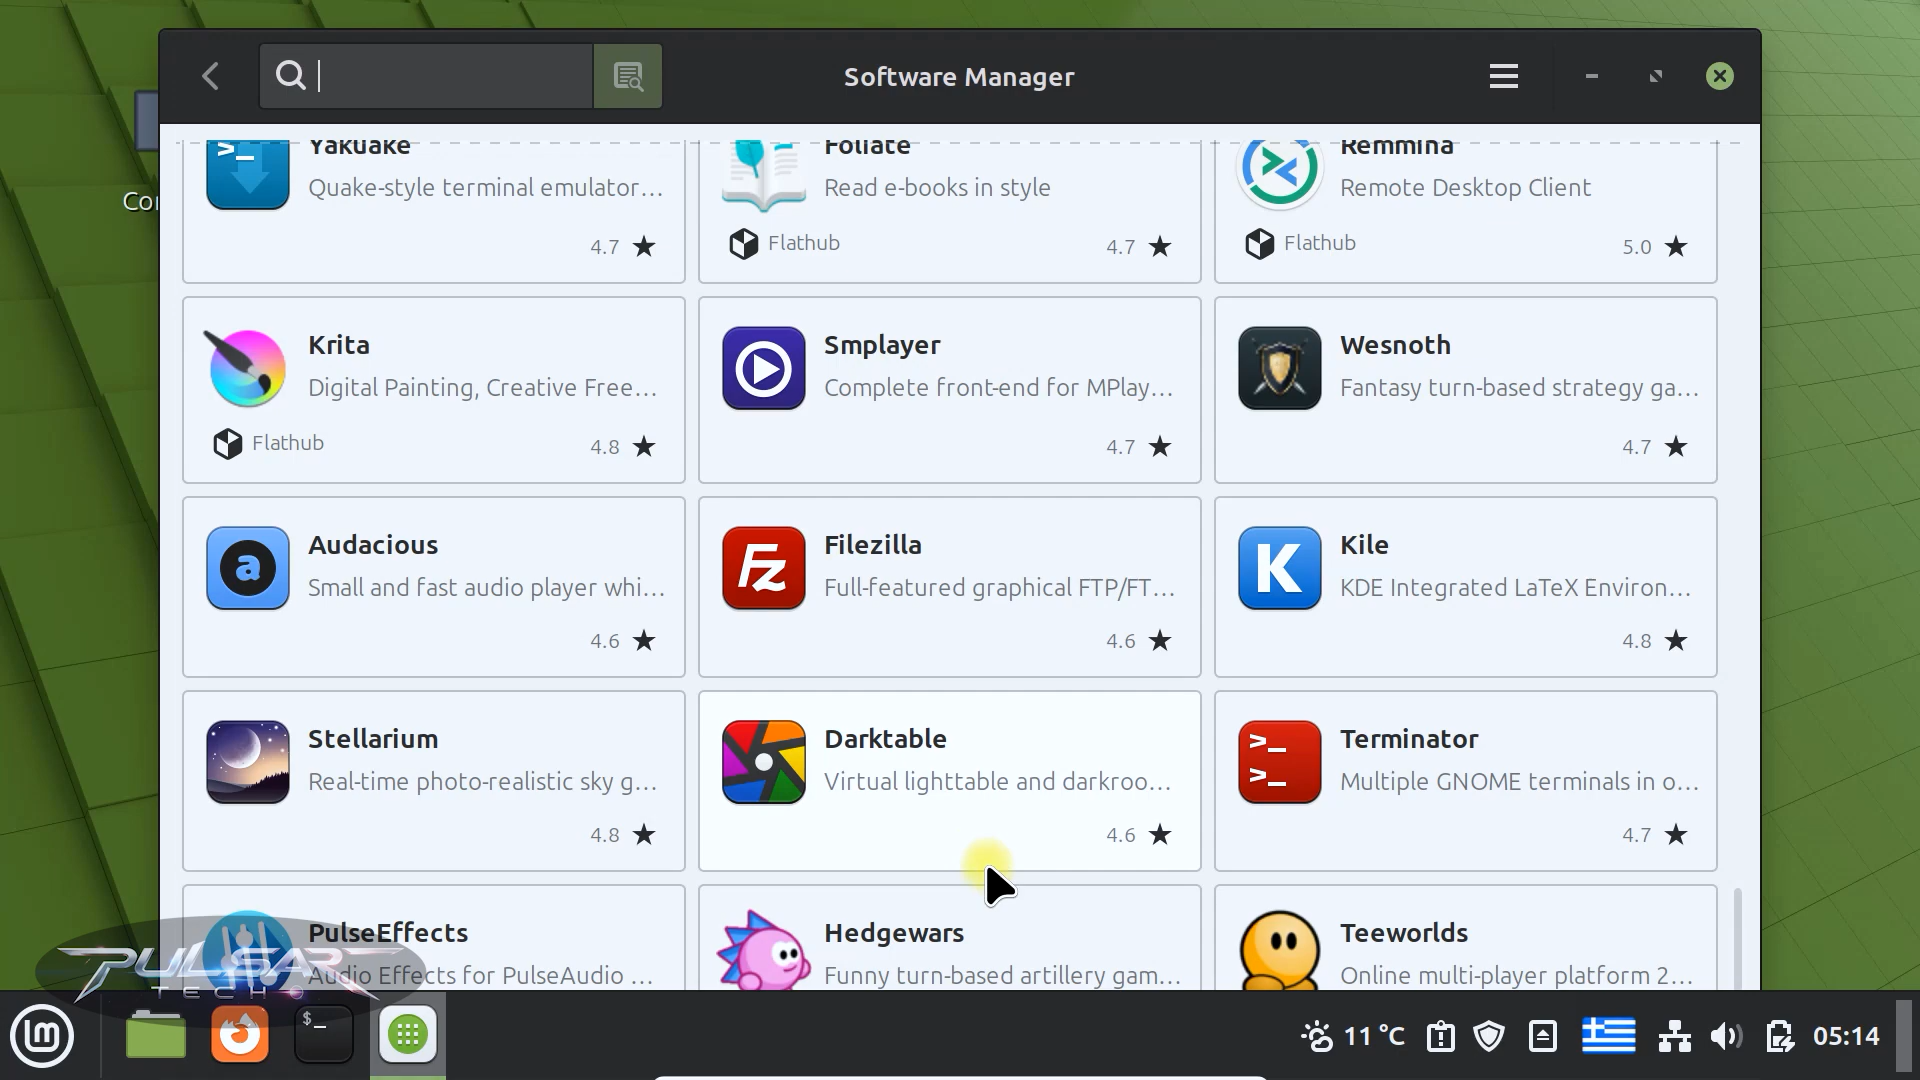 Software Manager
Yakuake
Quake-style terminal emulator...
4.7
Foliate
Read e-books in style
Flathub
4.7
Remmina
Remote Desktop Client
Flathub
5.0
Krita
Digital Painting, Creative Free...
Flathub
4.8
Smplayer
Complete front-end for MPlay...
4.7
Wesnoth
Fantasy turn-based strategy ga...
4.7
Audacious
Small and fast audio player whi...
4.6
Filezilla
Full-featured graphical FTP/FT...
4.6
Kile
KDE Integrated LaTeX Environ...
4.8
Stellarium
Real-time photo-realistic sky g...
4.8
Darktable
Virtual lighttable and darkroo...
4.6
Terminator
Multiple GNOME terminals in o...
4.7
PulseEffects
Audio Effects for PulseAudio ...
Hedgewars
Funny turn-based artillery gam...
Teeworlds
Online multi-player platform 2...
Co
PULSAR
TECH
11 °C
05:14